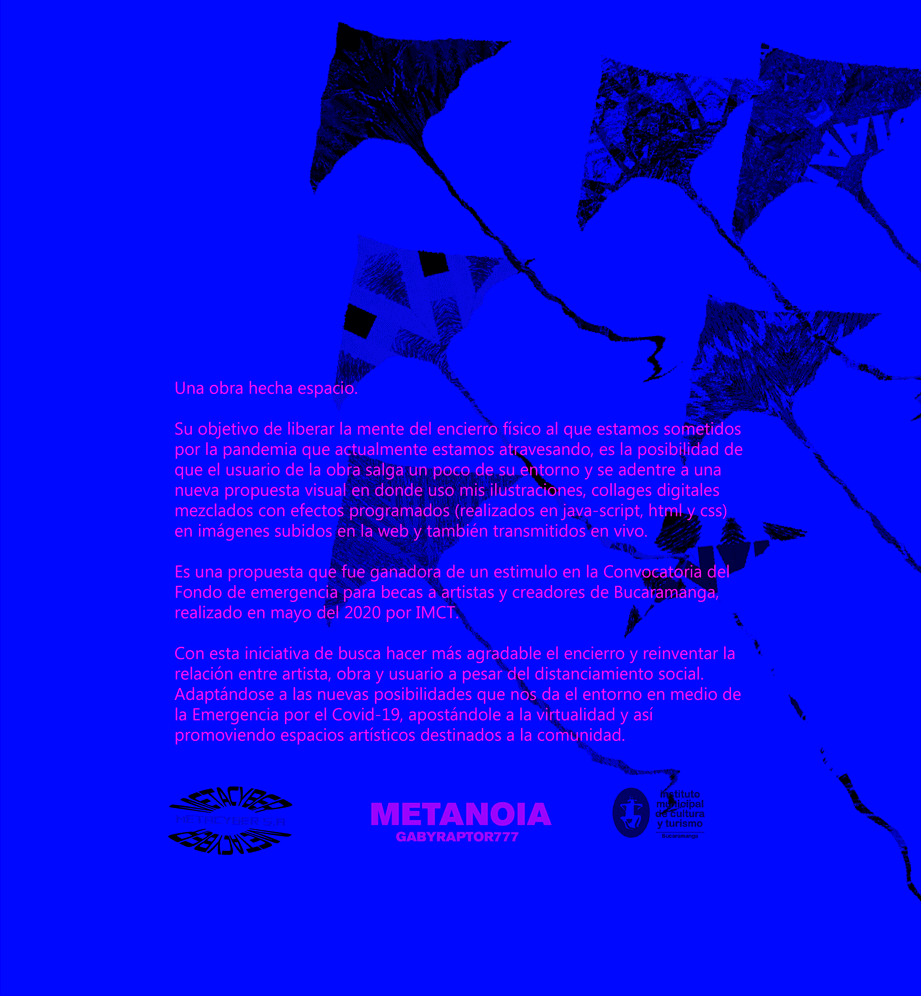 Una obra hecha espacio.
Su objetivo de liberar la mente del encierro físico al que estamos sometidos
por la pandemia que actualmente estamos atravesando, es la posibilidad de
que el usuario de la obra salga un poco de su entorno y se adentre a una
nueva propuesta visual en donde uso mis ilustraciones, collages digitales
mezclados con efectos programados (realizados en java-script, html y css)
en imágenes subidos en la web y también transmitidos en vivo.
Es una propuesta que fue ganadora de un estimulo en la Convocatoria del
Fondo de emergencia para becas a artistas y creadores de Bucaramanga,
realizado en mayo del 2020 por IMCT.
Con esta iniciativa de busca hacer más agradable el encierro y reinventar la
relación entre artista, obra y usuario a pesar del distanciamiento social.
Adaptándose a las nuevas posibilidades que nos da el entorno en medio de
la Emergencia por el Covid-19, apostándole a la virtualidad y así
promoviendo espacios artísticos destinados a la comunidad.
METANOIA
GABYRAPTOR777
instituto
municipal
de cultura
y turismo
Bucaramanga